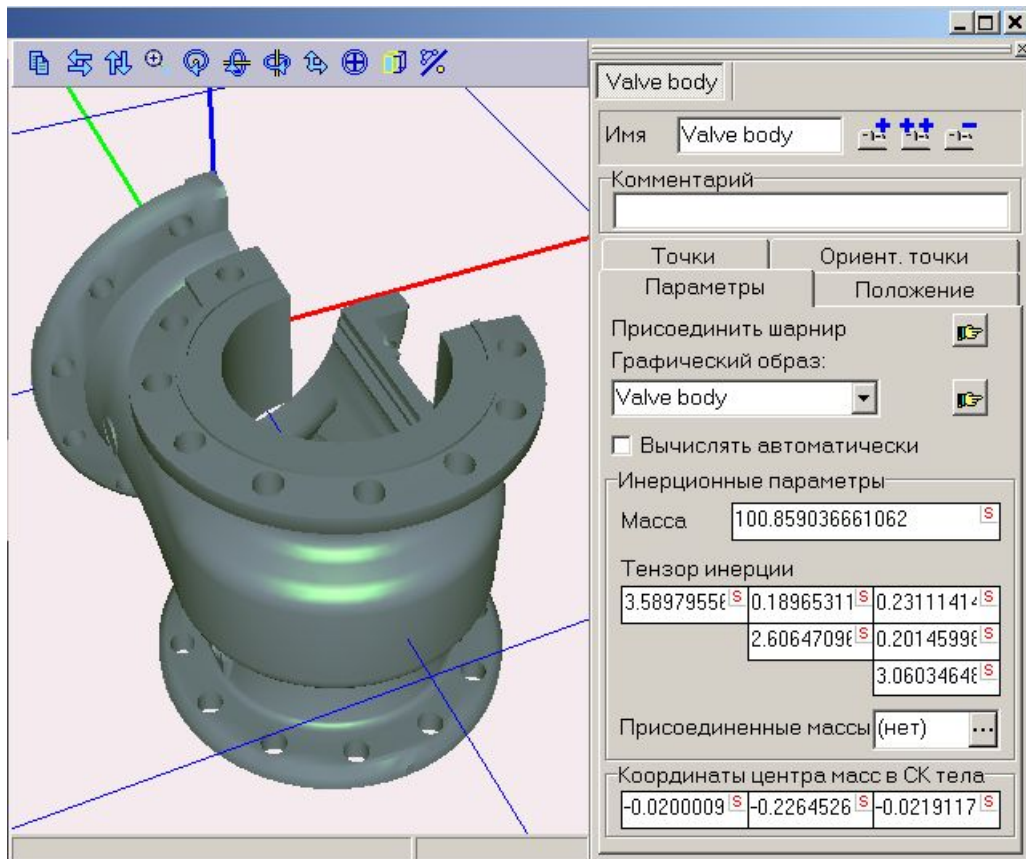 Valve body
Имя Valve body
Комментарий
Точки Ориент. точки
Параметры Положение
Присоединить шарнир
Графический образ:
Valve body
Вычислять автоматически
Инерционные параметры
Масса 100.859036661062 S
Тензор инерции
3.58979556 S 0.18965311 S 0.23111414 S
2.60647096 S 0.20145998 S
3.06034648 S
Присоединенные массы (нет) ...
Координаты центра масс в СК тела
-0.0200009 S -0.2264526 S -0.0219117 S